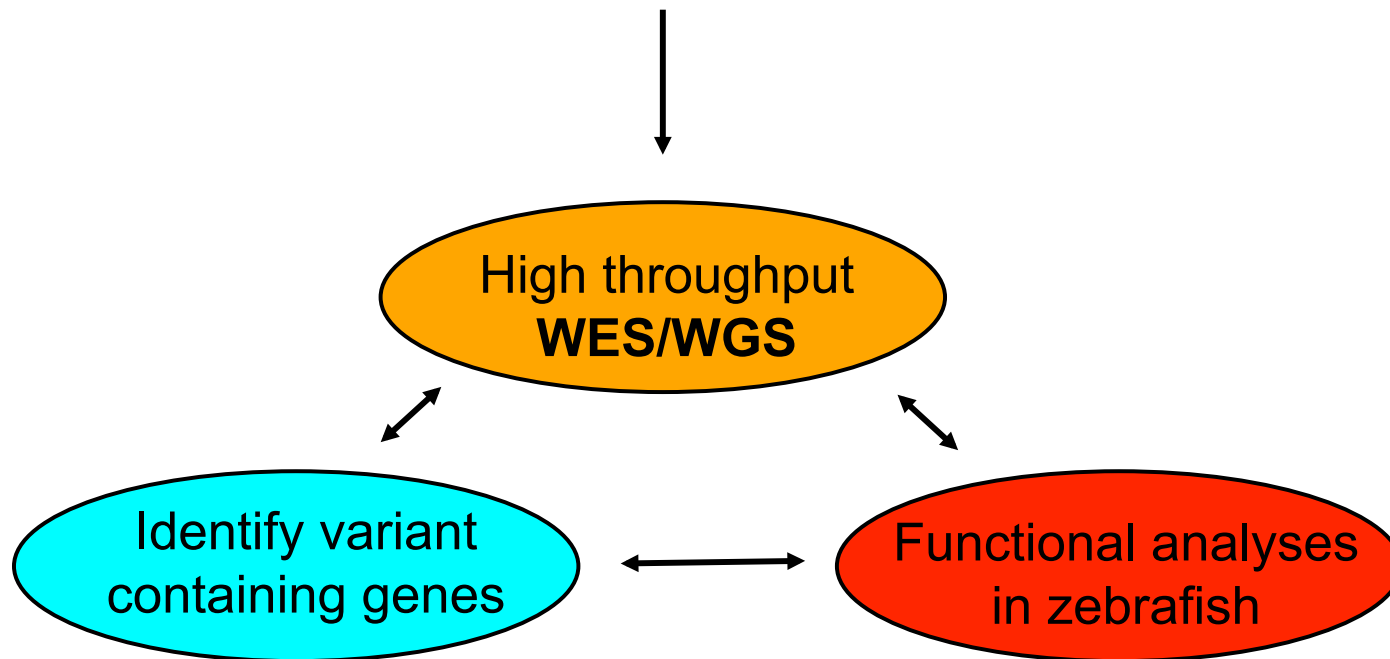 High throughput
WES/WGS
Identify variant
containing genes
Functional analyses
in zebrafish